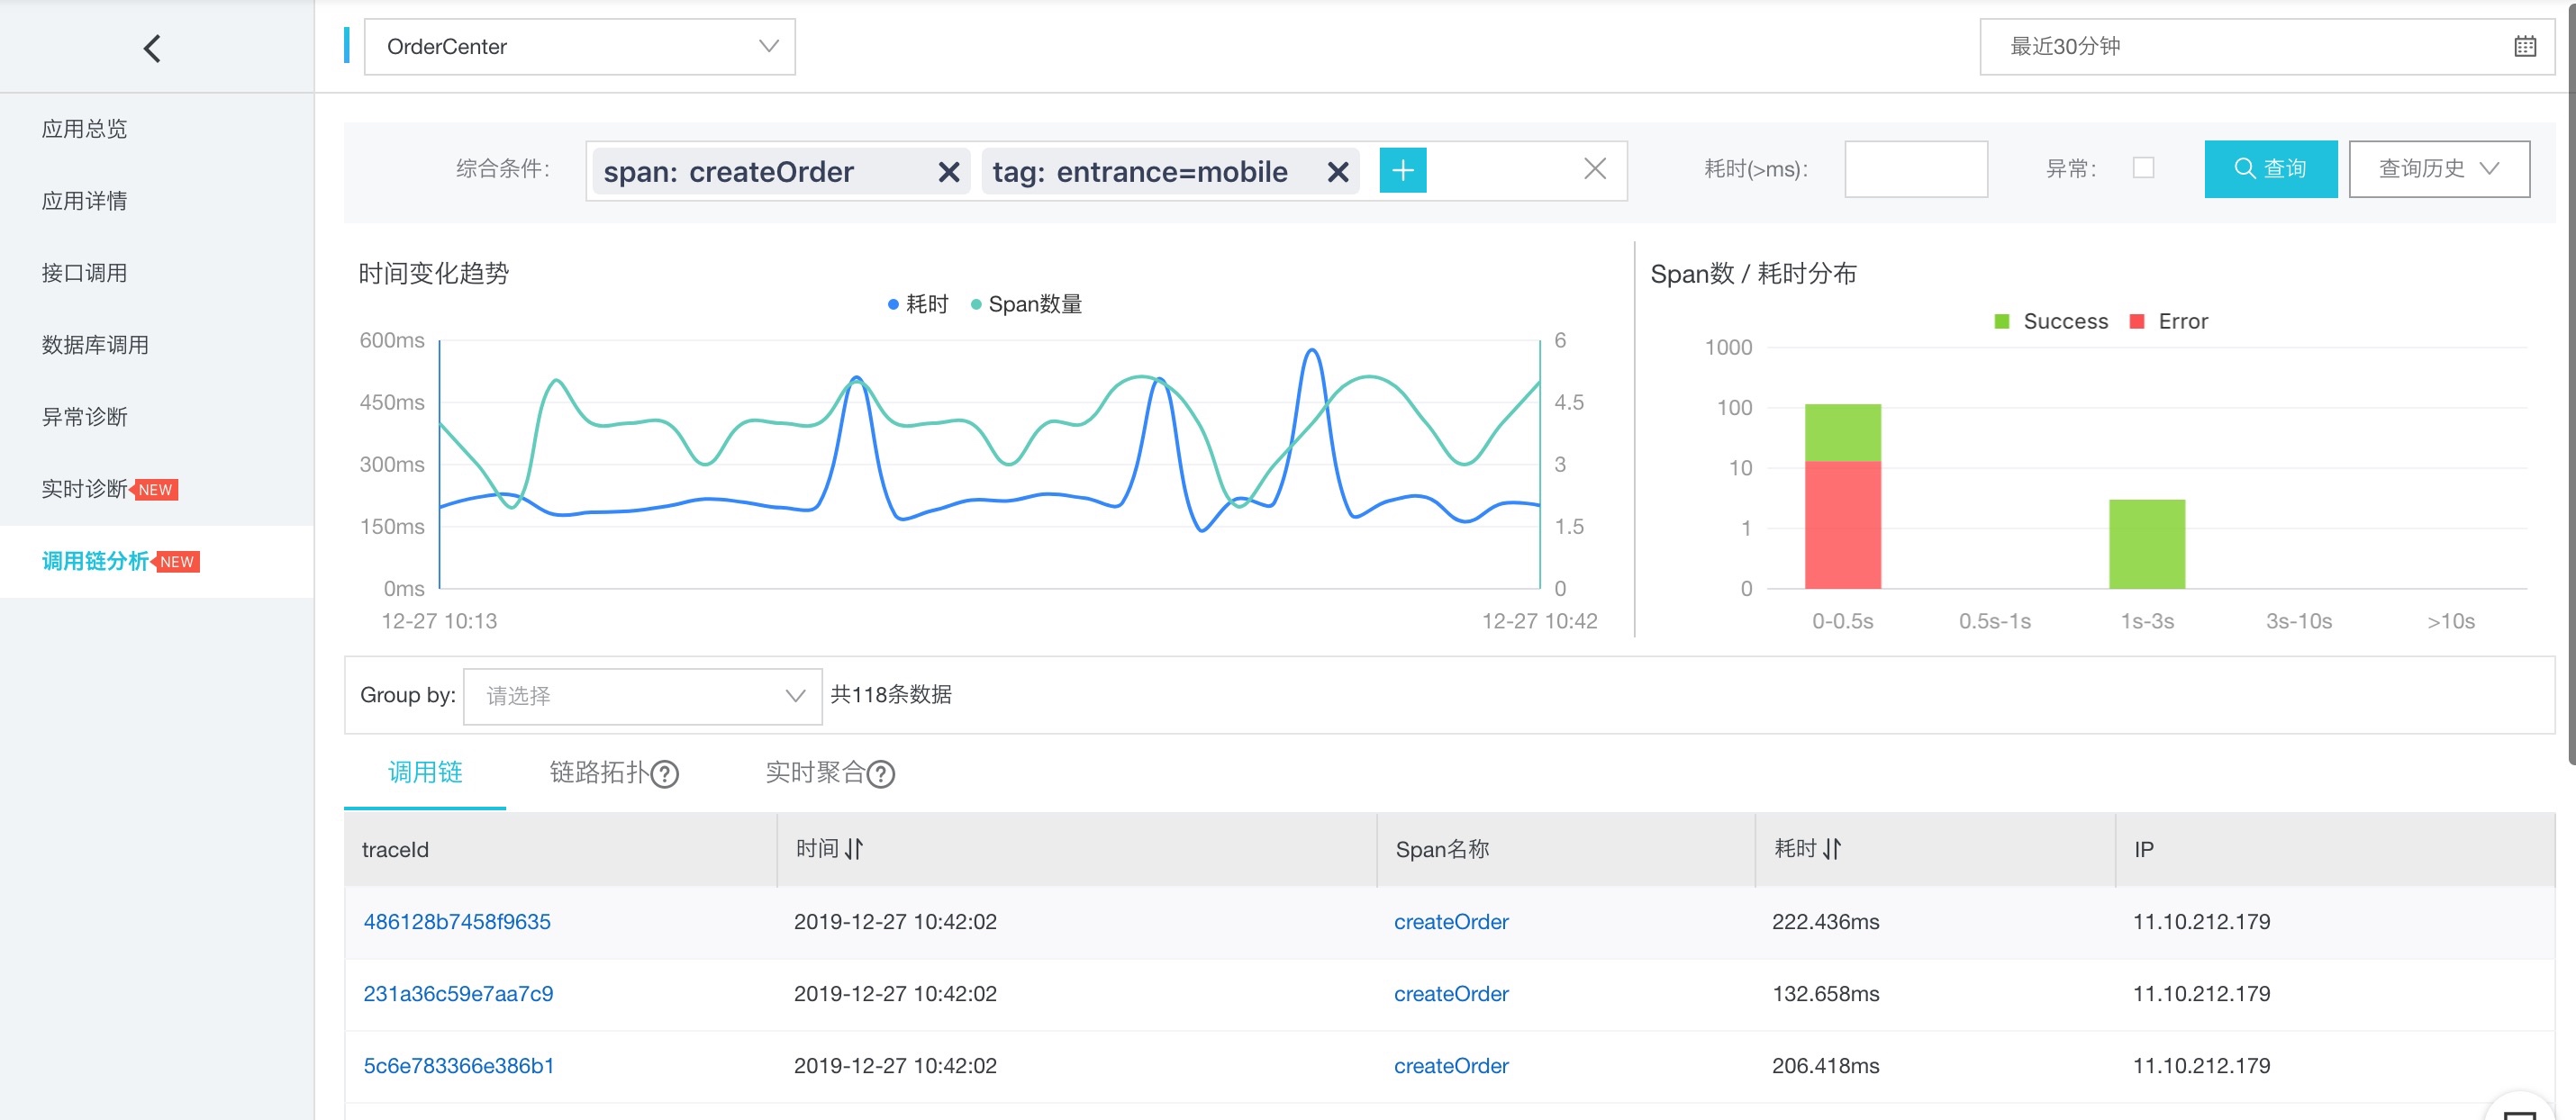 OrderCenter
最近30分钟
应用总览
应用详情
接口调用
数据库调用
异常诊断
实时诊断 NEW
调用链分析 NEW
综合条件:
span: createOrder
tag: entrance=mobile
耗时(>ms):
异常:
查询
查询历史
时间变化趋势
耗时 Span数量
600ms
450ms
300ms
150ms
0ms
6
4.5
3
1.5
0
12-27 10:13
12-27 10:42
Span数 / 耗时分布
Success Error
1000
100
10
1
0
0-0.5s 0.5s-1s 1s-3s 3s-10s >10s
Group by: 请选择 共118条数据
调用链 链路拓扑? 实时聚合?
traceId 时间 Span名称 耗时 IP
486128b7458f9635 2019-12-27 10:42:02 createOrder 222.436ms 11.10.212.179
231a36c59e7aa7c9 2019-12-27 10:42:02 createOrder 132.658ms 11.10.212.179
5c6e783366e386b1 2019-12-27 10:42:02 createOrder 206.418ms 11.10.212.179